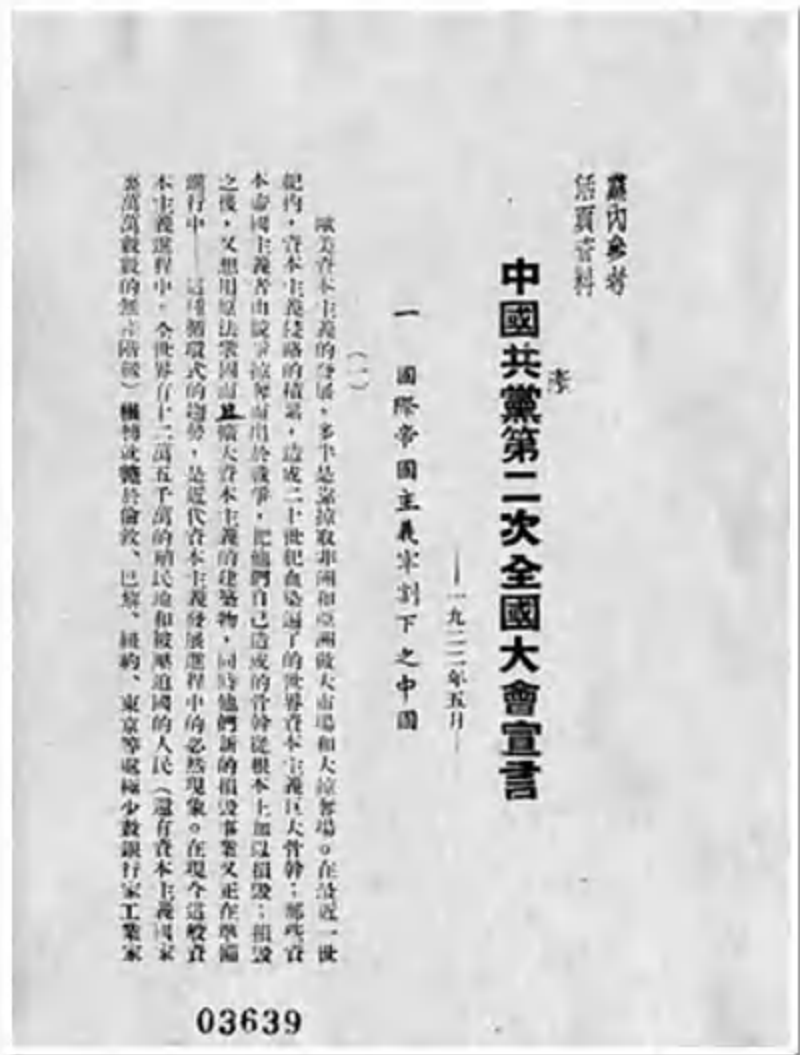 黨內參考
活頁資料
中國共黨第二次全國大會宣言
產
——一九二二年五月——
一 國際帝國主義宰割下之中國
(一)
歐美資本主義的發展,多半是靠掠取非洲和亞洲做大市場和大掠奪場。在最近一世
紀內,資本主義侵略的積累,造成二十世紀血染遍了的世界資本主義巨大骨幹;那些資
本帝國主義者由競爭掠奪而出於戰爭,把他們自己造成的骨幹從根本上加以損毀;損毀
之後,又想用原法鞏固而且擴大資本主義的建築物,同時他們新的損毀事業又正在準備
進行中——這種循環式的趨勢,是近代資本主義發展進程中的必然現象。在現今這般資
本主義進程中,全世界有十二萬五千萬的殖民地和被壓迫國的人民(還有資本主義國家
裏萬萬數數的無產階級)輾轉就斃於倫敦、巴黎、紐約、東京等處極少數銀行家工業家
03639